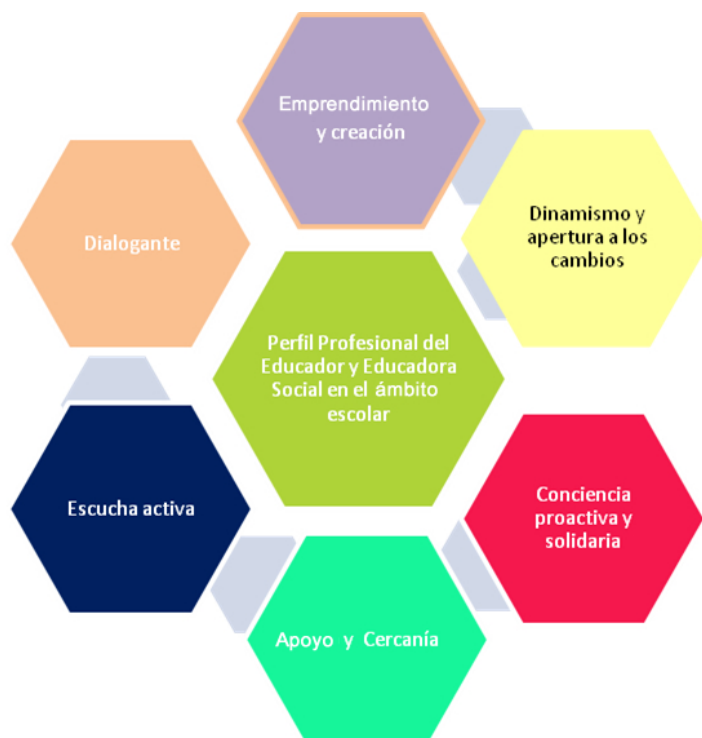 Emprendimiento
y creación
Dinamismo y
apertura a los
cambios
Dialogante
Perfil Profesional del
Educador y Educadora
Social en el ámbito
escolar
Conciencia
proactiva y
solidaria
Escucha activa
Apoyo y Cercanía